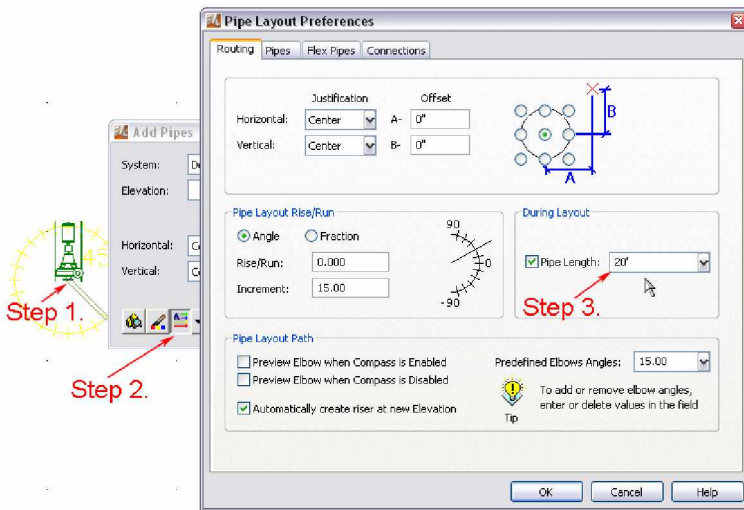 Pipe Layout Preferences
Routing Pipes Flex Pipes Connections
Justification Offset
Horizontal: Center A- 0"
Vertical: Center B- 0"
B
A
Add Pipes
System:
Elevation:
Horizontal:
Vertical:
45
Step 1.
Step 2.
Pipe Layout Rise/Run
Angle Fraction
Rise/Run: 0.000
Increment: 15.00
90
0
-90
During Layout
Pipe Length: 20'
Step 3.
Pipe Layout Path
Preview Elbow when Compass is Enabled
Preview Elbow when Compass is Disabled
Automatically create riser at new Elevation
Predefined Elbows Angles: 15.00
Tip
To add or remove elbow angles,
enter or delete values in the field
OK Cancel Help